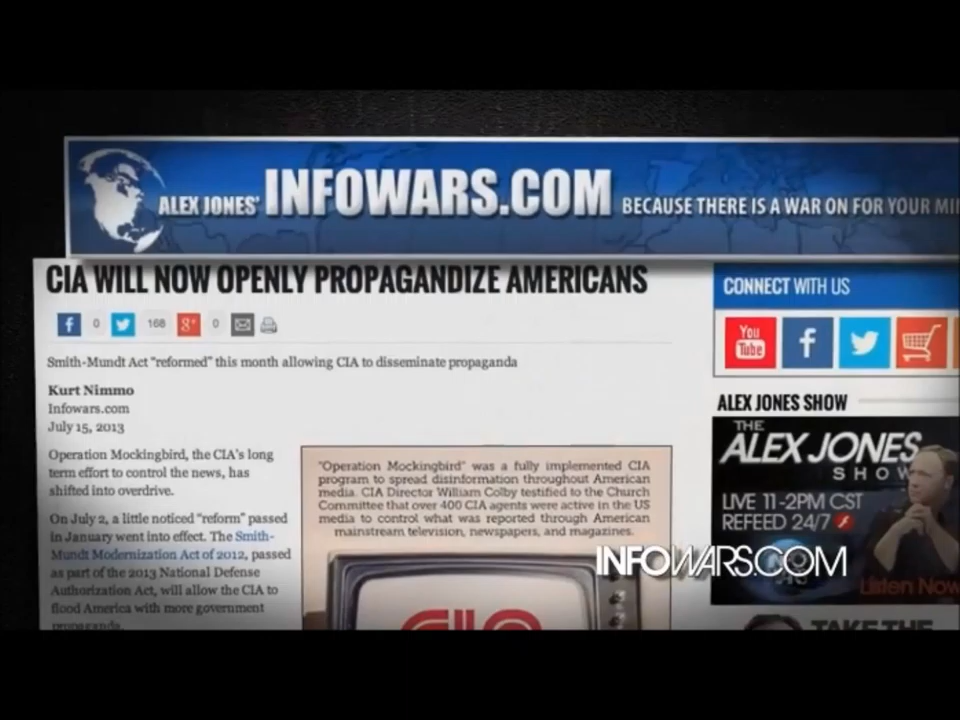 ALEX JONES' INFOWARS.COM BECAUSE THERE IS A WAR ON FOR YOUR
CIA WILL NOW OPENLY PROPAGANDIZE AMERICANS
0 168 0
Smith-Mundt Act "reformed" this month allowing CIA to disseminate propaganda
Kurt Nimmo
Infowars.com
July 15, 2013
Operation Mockingbird, the CIA's long
term effort to control the news, has
shifted into overdrive.
On July 2, a little noticed "reform" passed
in January went into effect. The Smith-
Mundt Modernization Act of 2012, passed
as part of the 2013 National Defense
Authorization Act, will allow the CIA to
flood America with more government
propaganda.
"Operation Mockingbird" was a fully implemented CIA
program to spread disinformation throughout American
media. CIA Director William Colby testified to the Church
Committee that over 400 CIA agents were active in the US
media to control what was reported through American
mainstream television, newspapers, and magazines.
CIA
CONNECT WITH US
You
Tube
ALEX JONES SHOW
THE
ALEX JONES
SHOW
LIVE 11-2PM CST
REFEED 24/7
Listen Now
TAKE THE
INFOWARS.COM